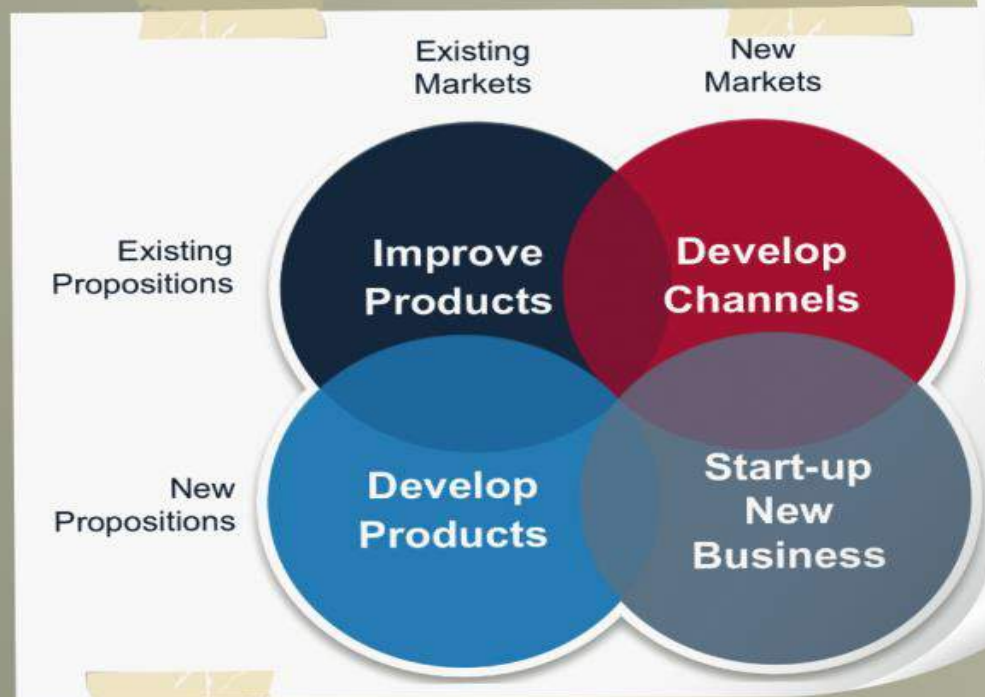 Existing
Markets
New
Markets
Existing
Propositions
Improve
Products
Develop
Channels
New
Propositions
Develop
Products
Start-up
New
Business